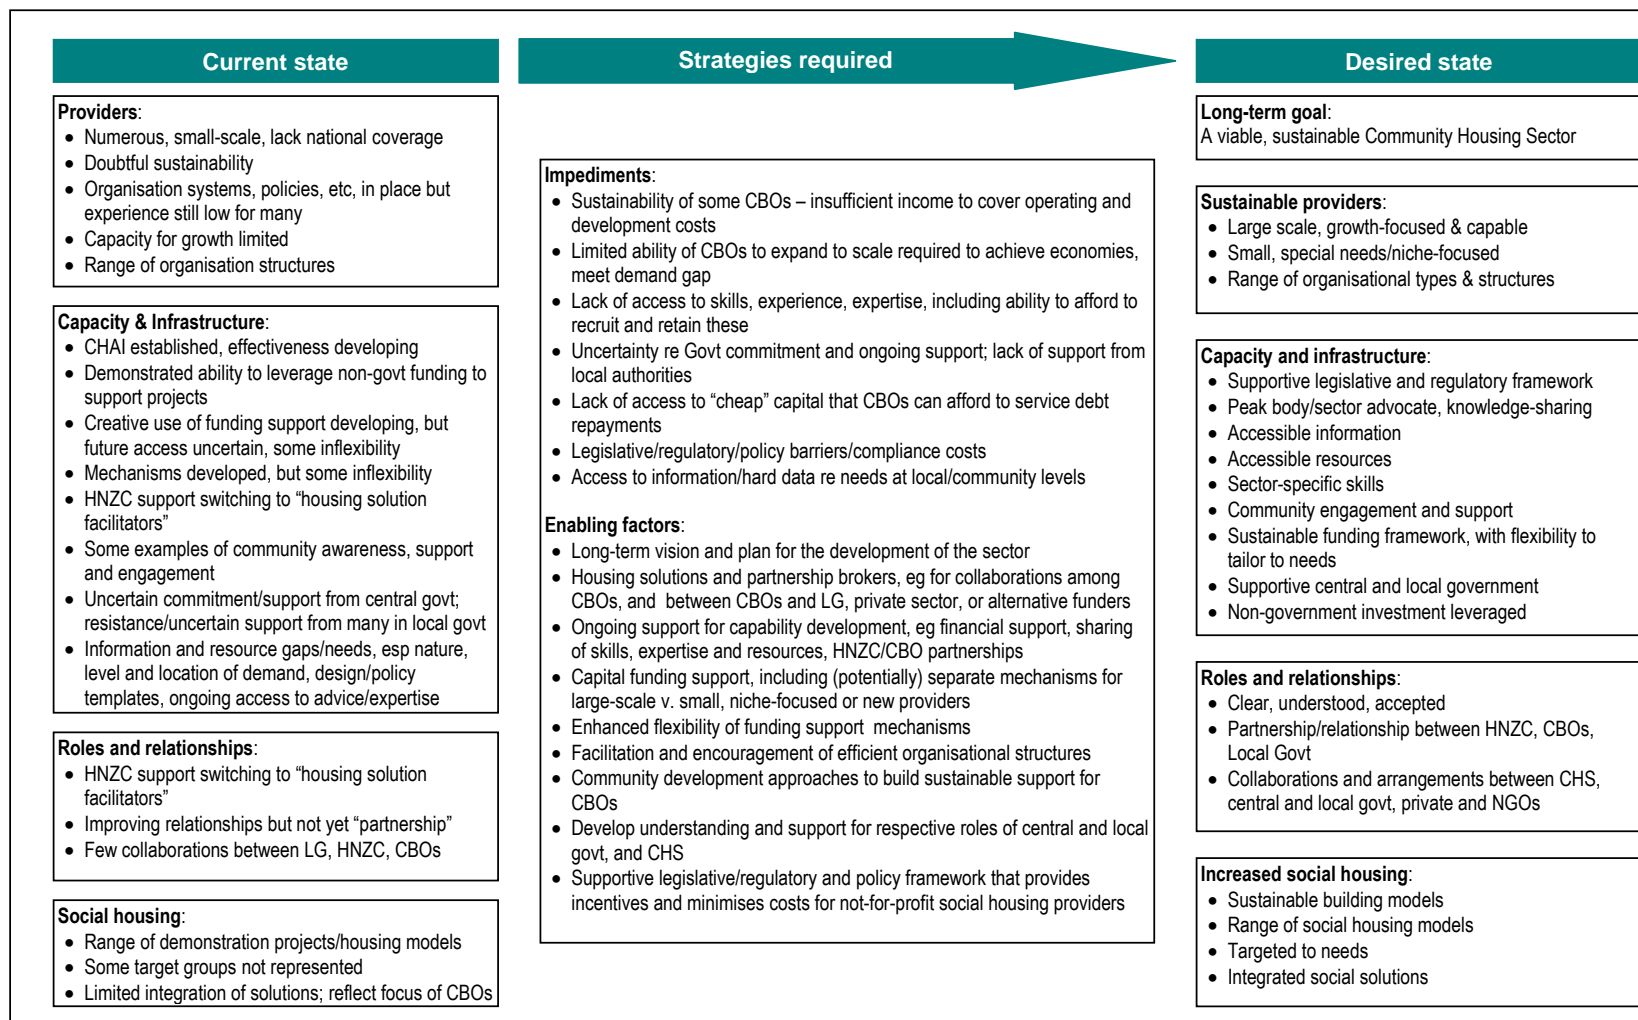 Current state
Providers:
• Numerous, small-scale, lack national coverage
• Doubtful sustainability
• Organisation systems, policies, etc, in place but
experience still low for many
• Capacity for growth limited
• Range of organisation structures
Capacity & Infrastructure:
• CHAI established, effectiveness developing
• Demonstrated ability to leverage non-govt funding to
support projects
• Creative use of funding support developing, but
future access uncertain, some inflexibility
• Mechanisms developed, but some inflexibility
• HNZC support switching to “housing solution
facilitators”
• Some examples of community awareness, support
and engagement
• Uncertain commitment/support from central govt;
resistance/uncertain support from many in local govt
• Information and resource gaps/needs, esp nature,
level and location of demand, design/policy
templates, ongoing access to advice/expertise
Roles and relationships:
• HNZC support switching to “housing solution
facilitators”
• Improving relationships but not yet “partnership”
• Few collaborations between LG, HNZC, CBOs
Social housing:
• Range of demonstration projects/housing models
• Some target groups not represented
• Limited integration of solutions; reflect focus of CBOs
Strategies required
Impediments:
• Sustainability of some CBOs – insufficient income to cover operating and
development costs
• Limited ability of CBOs to expand to scale required to achieve economies,
meet demand gap
• Lack of access to skills, experience, expertise, including ability to afford to
recruit and retain these
• Uncertainty re Govt commitment and ongoing support; lack of support from
local authorities
• Lack of access to “cheap” capital that CBOs can afford to service debt
repayments
• Legislative/regulatory/policy barriers/compliance costs
• Access to information/hard data re needs at local/community levels
Enabling factors:
• Long-term vision and plan for the development of the sector
• Housing solutions and partnership brokers, eg for collaborations among
CBOs, and between CBOs and LG, private sector, or alternative funders
• Ongoing support for capability development, eg financial support, sharing
of skills, expertise and resources, HNZC/CBO partnerships
• Capital funding support, including (potentially) separate mechanisms for
large-scale v. small, niche-focused or new providers
• Enhanced flexibility of funding support mechanisms
• Facilitation and encouragement of efficient organisational structures
• Community development approaches to build sustainable support for
CBOs
• Develop understanding and support for respective roles of central and local
govt, and CHS
• Supportive legislative/regulatory and policy framework that provides
incentives and minimises costs for not-for-profit social housing providers
Desired state
Long-term goal:
A viable, sustainable Community Housing Sector
Sustainable providers:
• Large scale, growth-focused & capable
• Small, special needs/niche-focused
• Range of organisational types & structures
Capacity and infrastructure:
• Supportive legislative and regulatory framework
• Peak body/sector advocate, knowledge-sharing
• Accessible information
• Accessible resources
• Sector-specific skills
• Community engagement and support
• Sustainable funding framework, with flexibility to
tailor to needs
• Supportive central and local government
• Non-government investment leveraged
Roles and relationships:
• Clear, understood, accepted
• Partnership/relationship between HNZC, CBOs,
Local Govt
• Collaborations and arrangements between CHS,
central and local govt, private and NGOs
Increased social housing:
• Sustainable building models
• Range of social housing models
• Targeted to needs
• Integrated social solutions